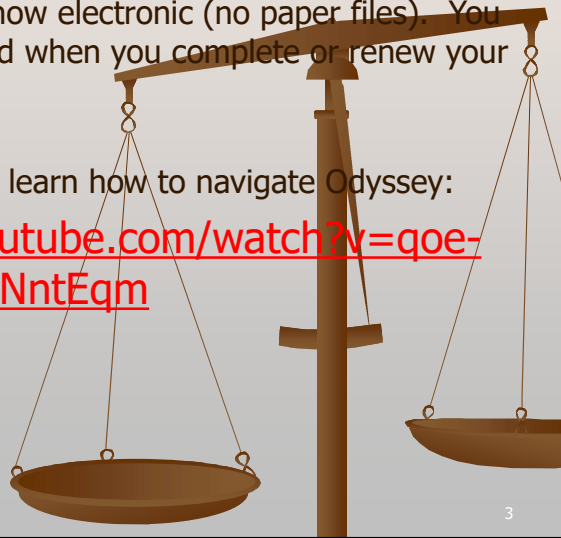 now electronic (no paper files).  You
d when you complete or renew your
learn how to navigate Odyssey:
utube.com/watch?v=qoe-
NntEqm
3